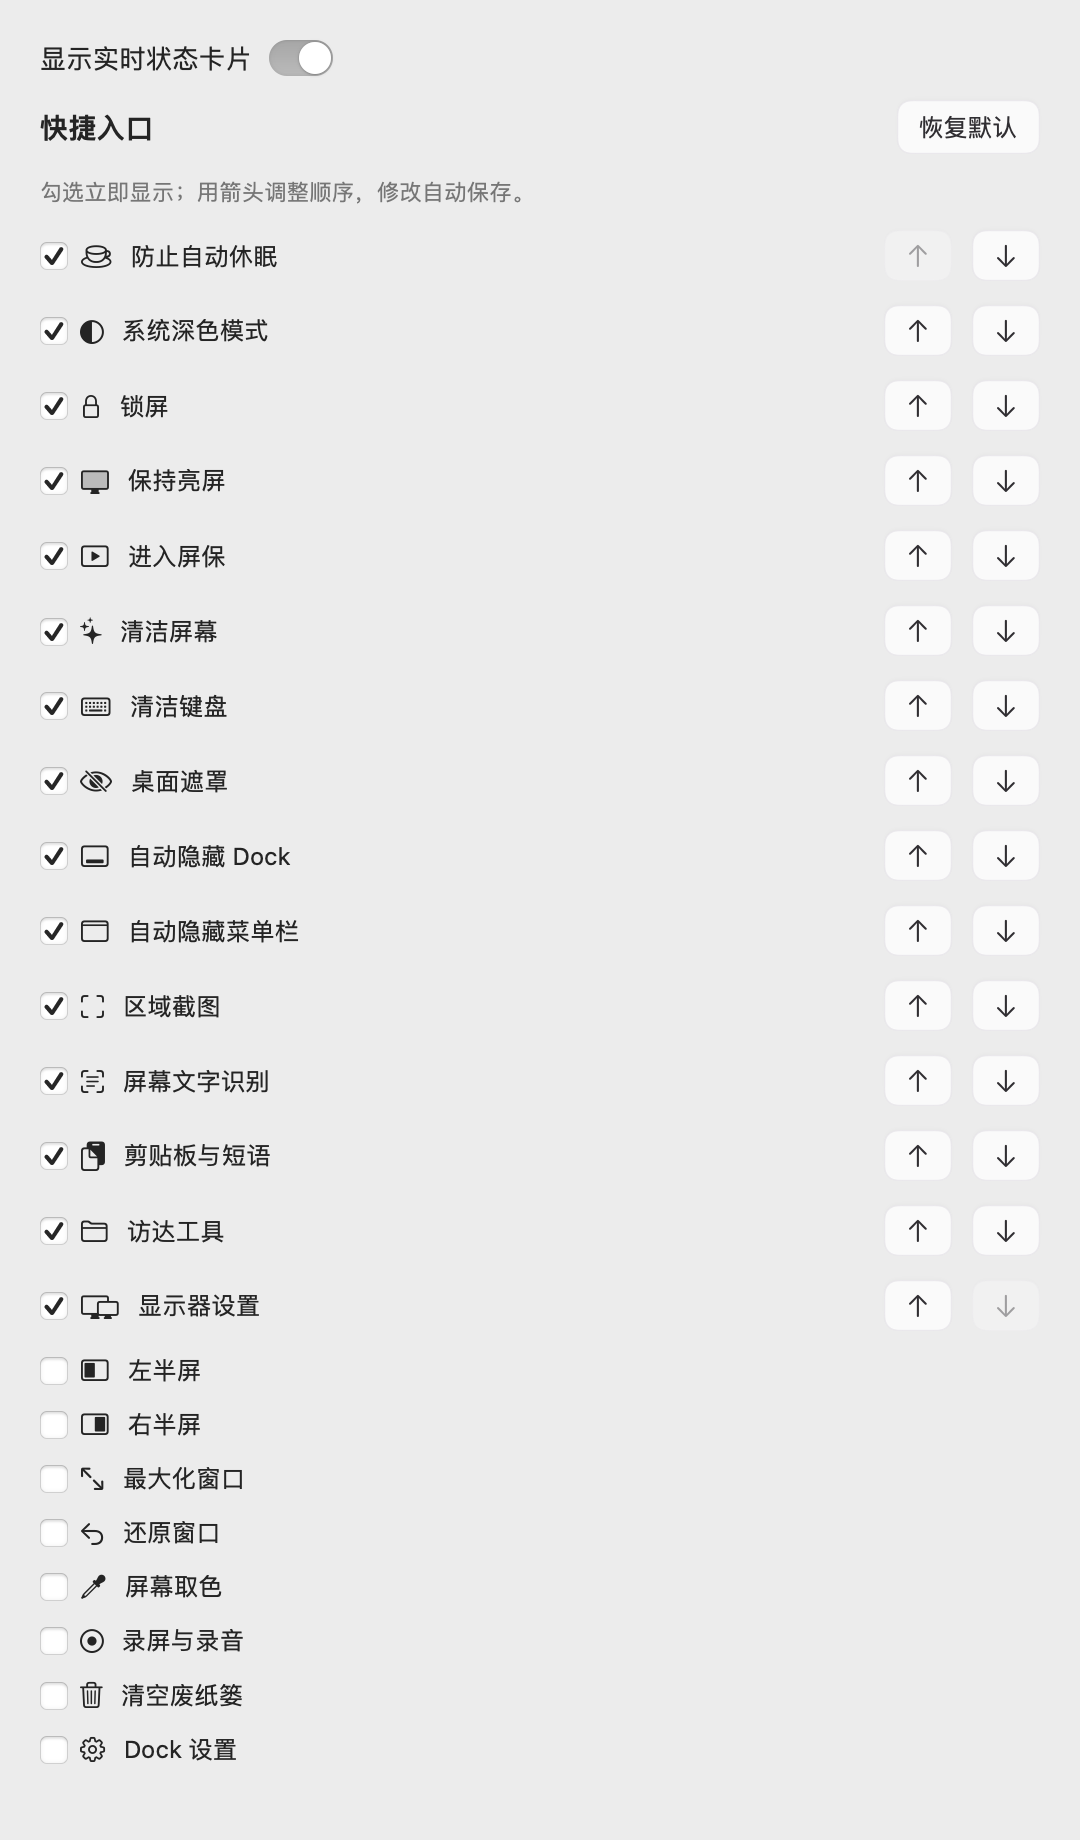 显示实时状态卡片
快捷入口
恢复默认
勾选立即显示；用箭头调整顺序，修改自动保存。
防止自动休眠
系统深色模式
锁屏
保持亮屏
进入屏保
清洁屏幕
清洁键盘
桌面遮罩
自动隐藏 Dock
自动隐藏菜单栏
区域截图
屏幕文字识别
剪贴板与短语
访达工具
显示器设置
左半屏
右半屏
最大化窗口
还原窗口
屏幕取色
录屏与录音
清空废纸篓
Dock 设置